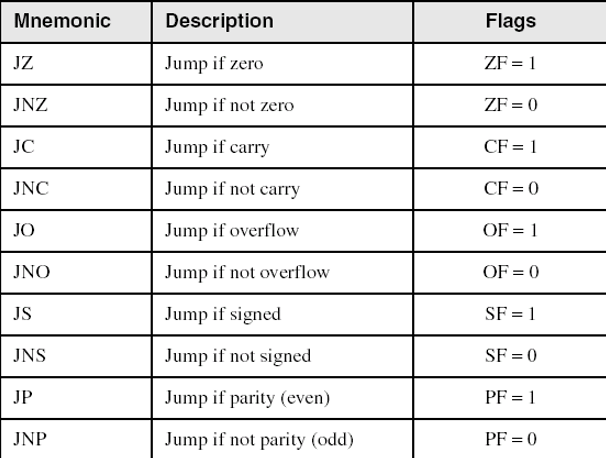 Mnemonic Description Flags
JZ Jump if zero ZF = 1
JNZ Jump if not zero ZF = 0
JC Jump if carry CF = 1
JNC Jump if not carry CF = 0
JO Jump if overflow OF = 1
JNO Jump if not overflow OF = 0
JS Jump if signed SF = 1
JNS Jump if not signed SF = 0
JP Jump if parity (even) PF = 1
JNP Jump if not parity (odd) PF = 0